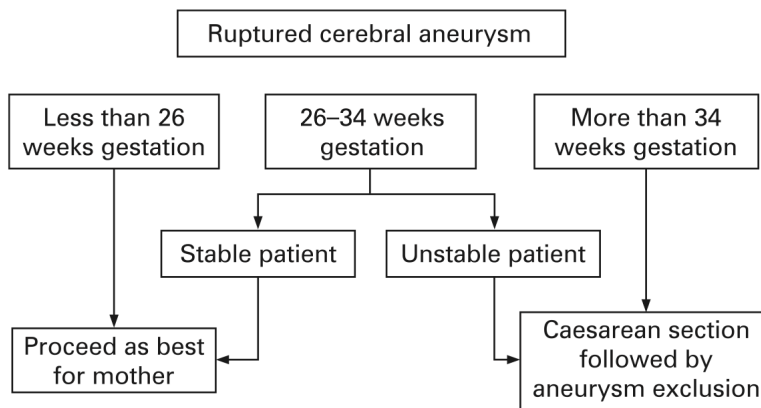 Ruptured cerebral aneurysm
Less than 26
weeks gestation
26–34 weeks
gestation
More than 34
weeks gestation
Stable patient
Unstable patient
Proceed as best
for mother
Caesarean section
followed by
aneurysm exclusion